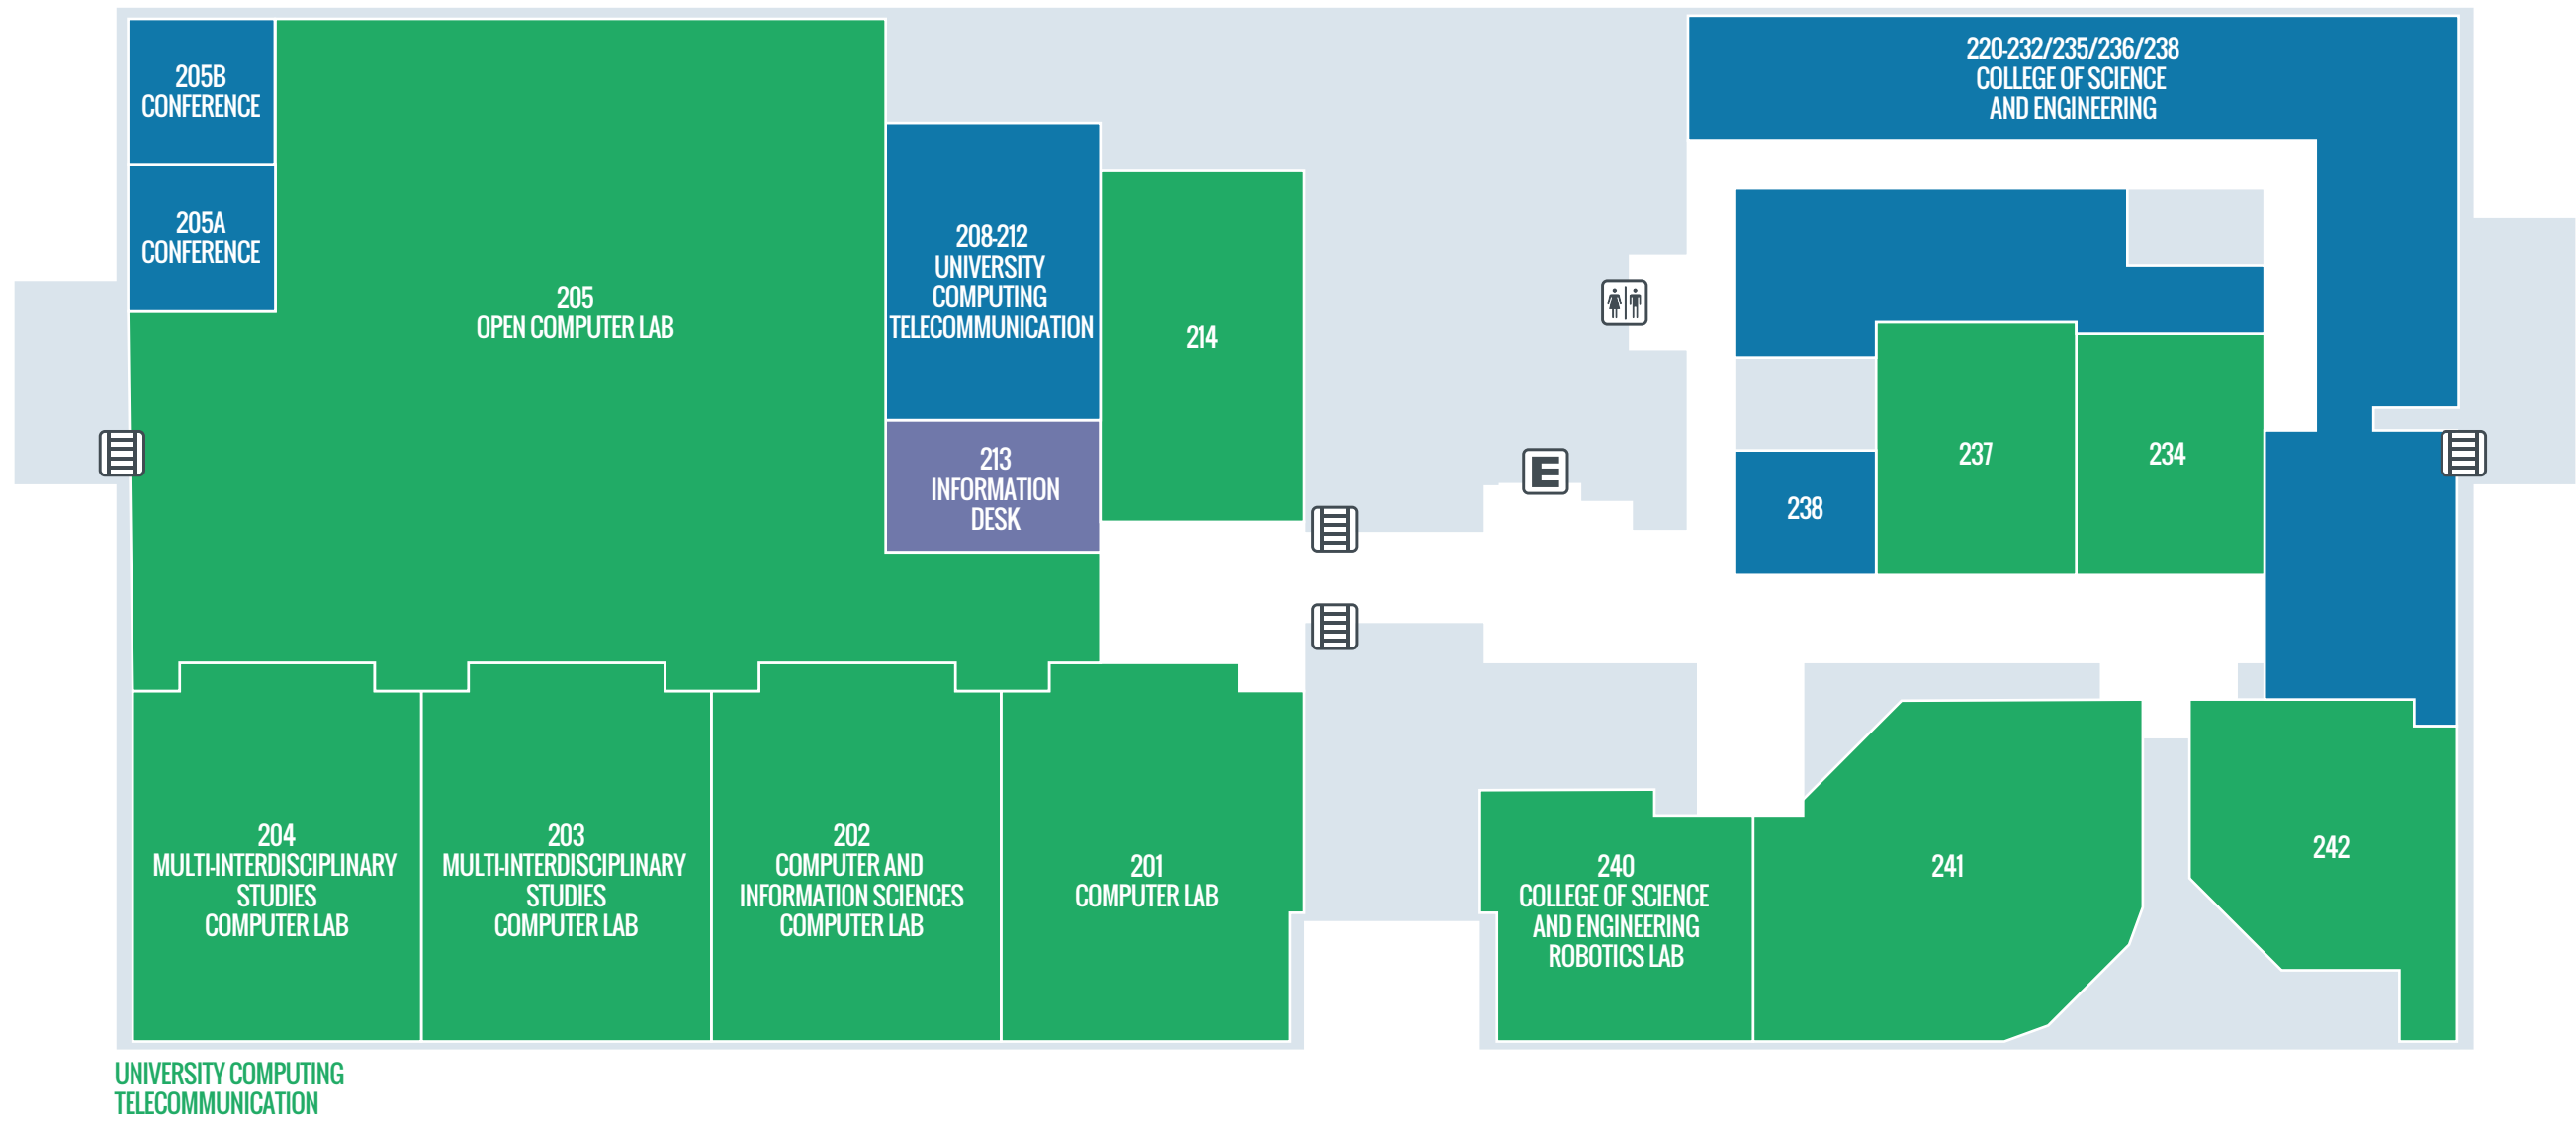 205B
CONFERENCE
205A
CONFERENCE
205
OPEN COMPUTER LAB
208-212
UNIVERSITY
COMPUTING
TELECOMMUNICATION
213
INFORMATION
DESK
214
220-232/235/236/238
COLLEGE OF SCIENCE
AND ENGINEERING
E
237
234
238
204
MULTI-INTERDISCIPLINARY
STUDIES
COMPUTER LAB
203
MULTI-INTERDISCIPLINARY
STUDIES
COMPUTER LAB
202
COMPUTER AND
INFORMATION SCIENCES
COMPUTER LAB
201
COMPUTER LAB
240
COLLEGE OF SCIENCE
AND ENGINEERING
ROBOTICS LAB
241
242
UNIVERSITY COMPUTING
TELECOMMUNICATION